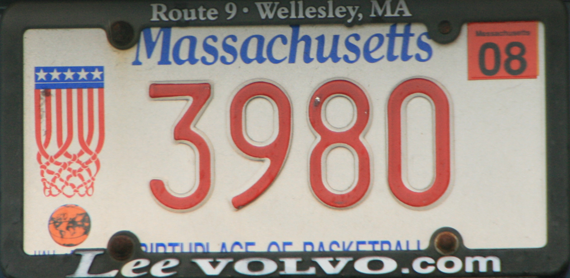 Route 9 · Wellesley, MA
Massachusetts
Massachusetts
08
3980
BIRTHPLACE OF BASKETBALL
Lee VOLVO.com